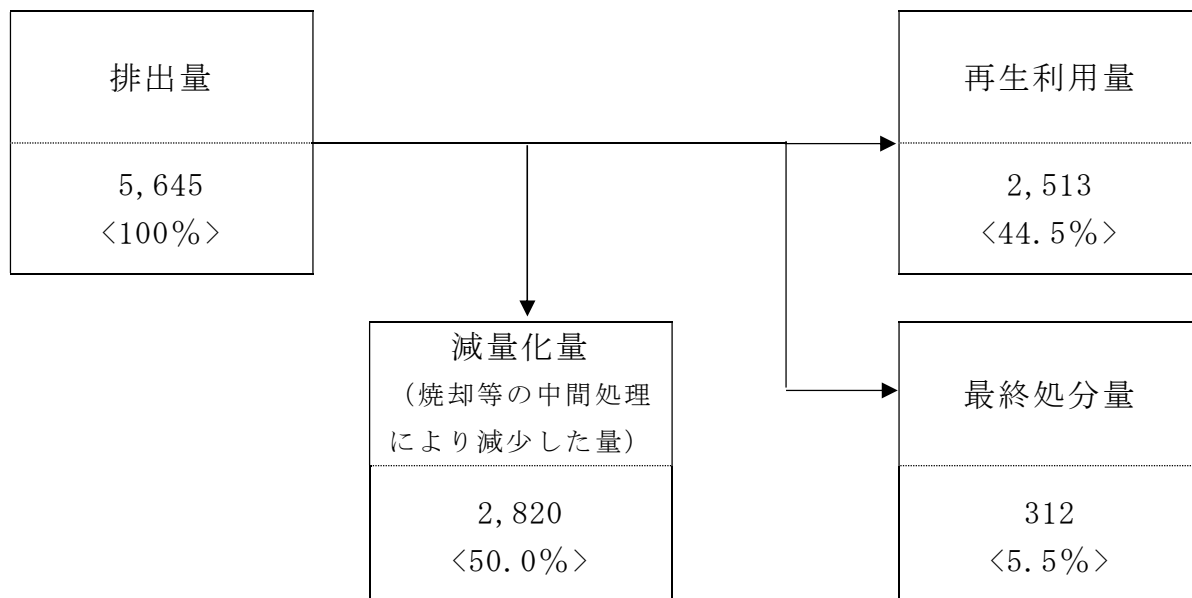 排出量
5,645
<100%>
再生利用量
2,513
<44.5%>
減量化量
（焼却等の中間処理
により減少した量）
2,820
<50.0%>
最終処分量
312
<5.5%>